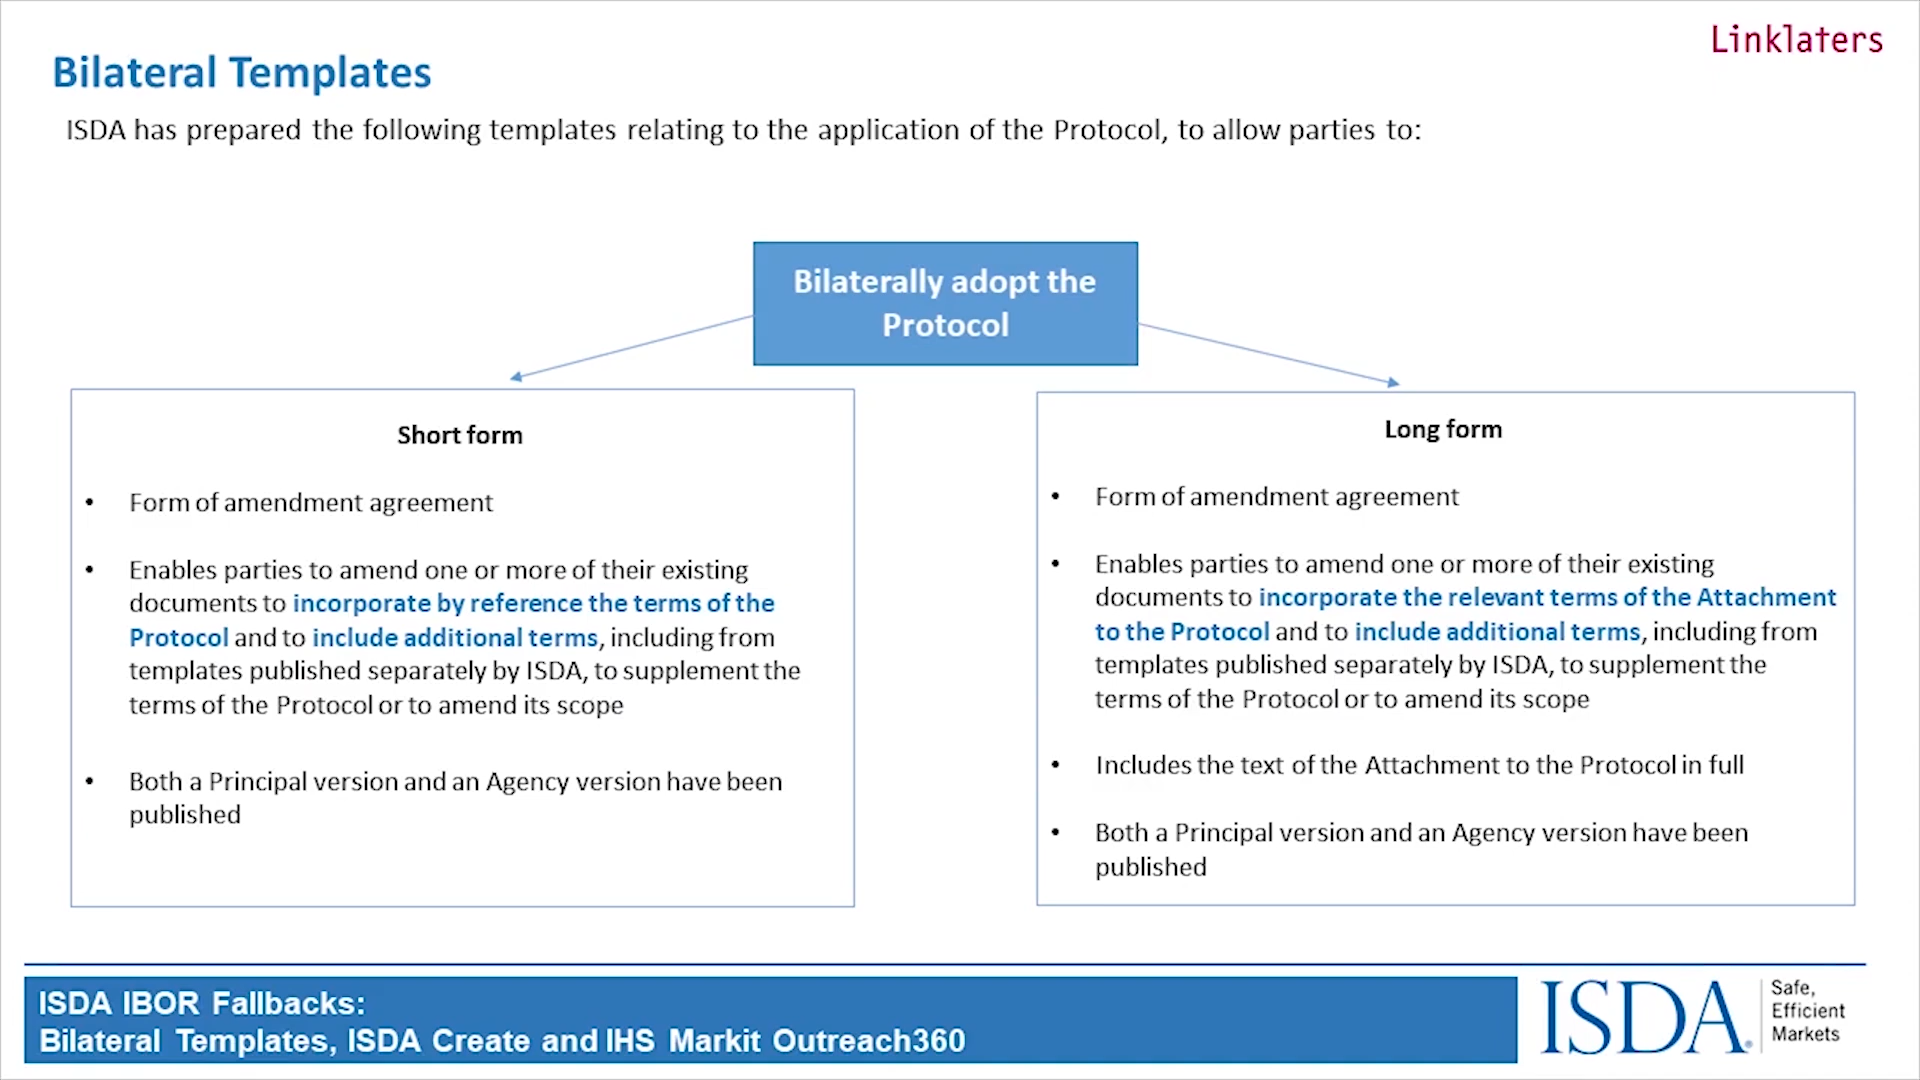 Linklaters
Bilateral Templates
ISDA has prepared the following templates relating to the application of the Protocol, to allow parties to:
Bilaterally adopt the
Protocol
Short form
• Form of amendment agreement
• Enables parties to amend one or more of their existing
documents to incorporate by reference the terms of the
Protocol and to include additional terms, including from
templates published separately by ISDA, to supplement the
terms of the Protocol or to amend its scope
• Both a Principal version and an Agency version have been
published
Long form
• Form of amendment agreement
• Enables parties to amend one or more of their existing
documents to incorporate the relevant terms of the Attachment
to the Protocol and to include additional terms, including from
templates published separately by ISDA, to supplement the
terms of the Protocol or to amend its scope
• Includes the text of the Attachment to the Protocol in full
• Both a Principal version and an Agency version have been
published
ISDA IBOR Fallbacks:
Bilateral Templates, ISDA Create and IHS Markit Outreach360
ISDA®
Safe,
Efficient
Markets